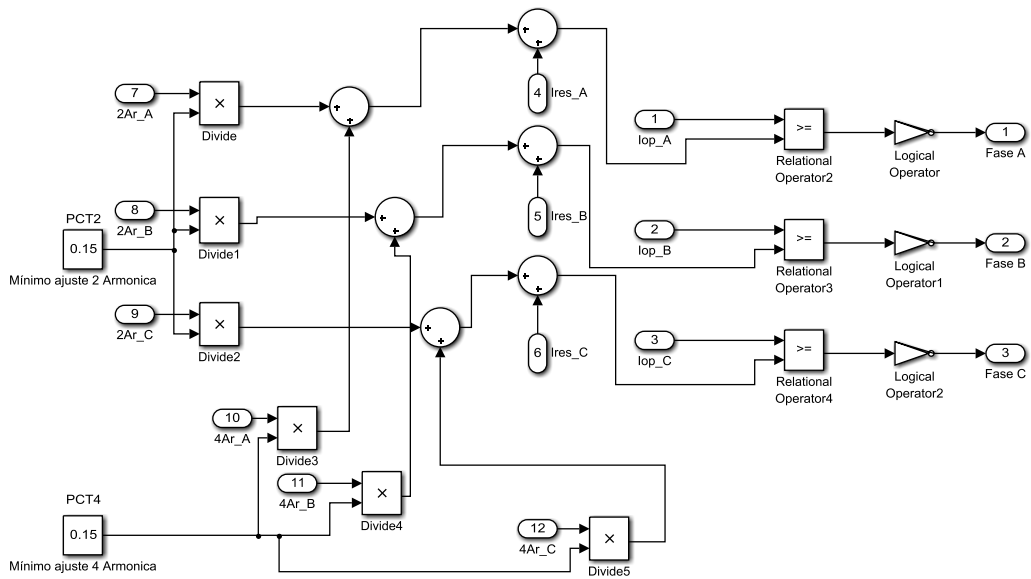 4
Ires_A
7
2Ar_A
×
Divide
1
Iop_A
>=
Relational
Operator2
Logical
Operator
1
Fase A
PCT2
0.15
Mínimo ajuste 2 Armonica
8
2Ar_B
×
Divide1
5
Ires_B
2
Iop_B
>=
Relational
Operator3
Logical
Operator1
2
Fase B
9
2Ar_C
×
Divide2
6
Ires_C
3
Iop_C
>=
Relational
Operator4
Logical
Operator2
3
Fase C
10
4Ar_A
×
Divide3
11
4Ar_B
×
Divide4
PCT4
0.15
Mínimo ajuste 4 Armonica
12
4Ar_C
×
Divide5